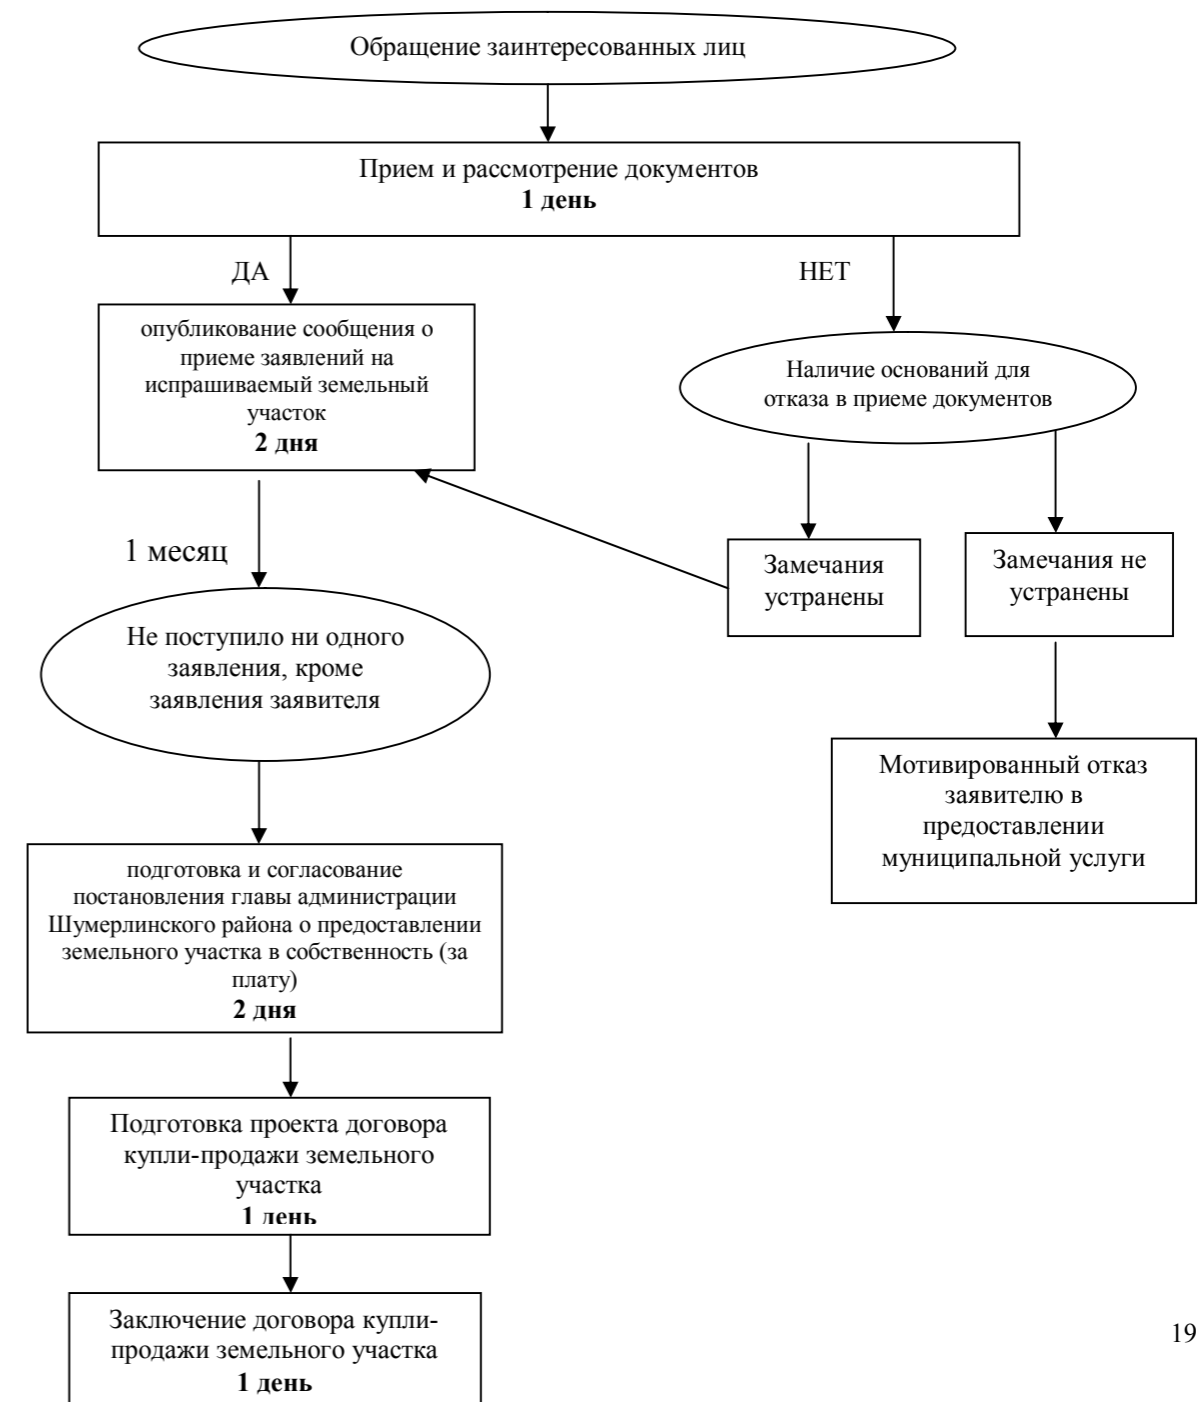 Обращение заинтересованных лиц
Прием и рассмотрение документов
1 день
ДА
НЕТ
опубликование сообщения о
приеме заявлений на
испрашиваемый земельный
участок
2 дня
Наличие оснований для
отказа в приеме документов
1 месяц
Замечания
устранены
Замечания не
устранены
Не поступило ни одного
заявления, кроме
заявления заявителя
Мотивированный отказ
заявителю в
предоставлении
муниципальной услуги
подготовка и согласование
постановления главы администрации
Шумерлинского района о предоставлении
земельного участка в собственность (за
плату)
2 дня
Подготовка проекта договора
купли-продажи земельного
участка
1 день
Заключение договора купли-
продажи земельного участка
1 день
19